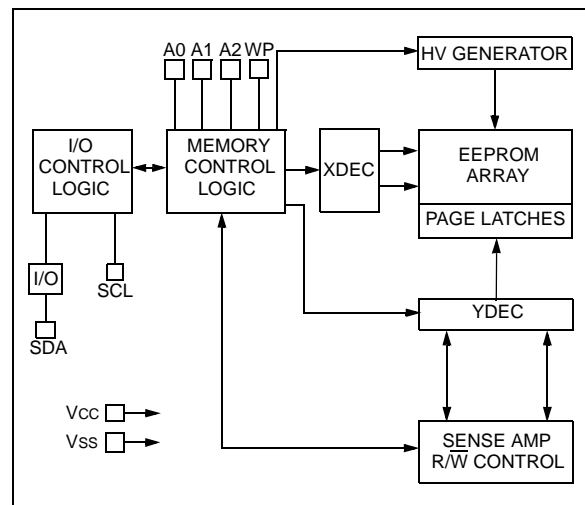 A0 A1 A2 WP
HV GENERATOR
I/O
CONTROL
LOGIC
MEMORY
CONTROL
LOGIC
XDEC
EEPROM
ARRAY
PAGE LATCHES
I/O
SCL
SDA
YDEC
VCC
VSS
SENSE AMP
R/W̅ CONTROL